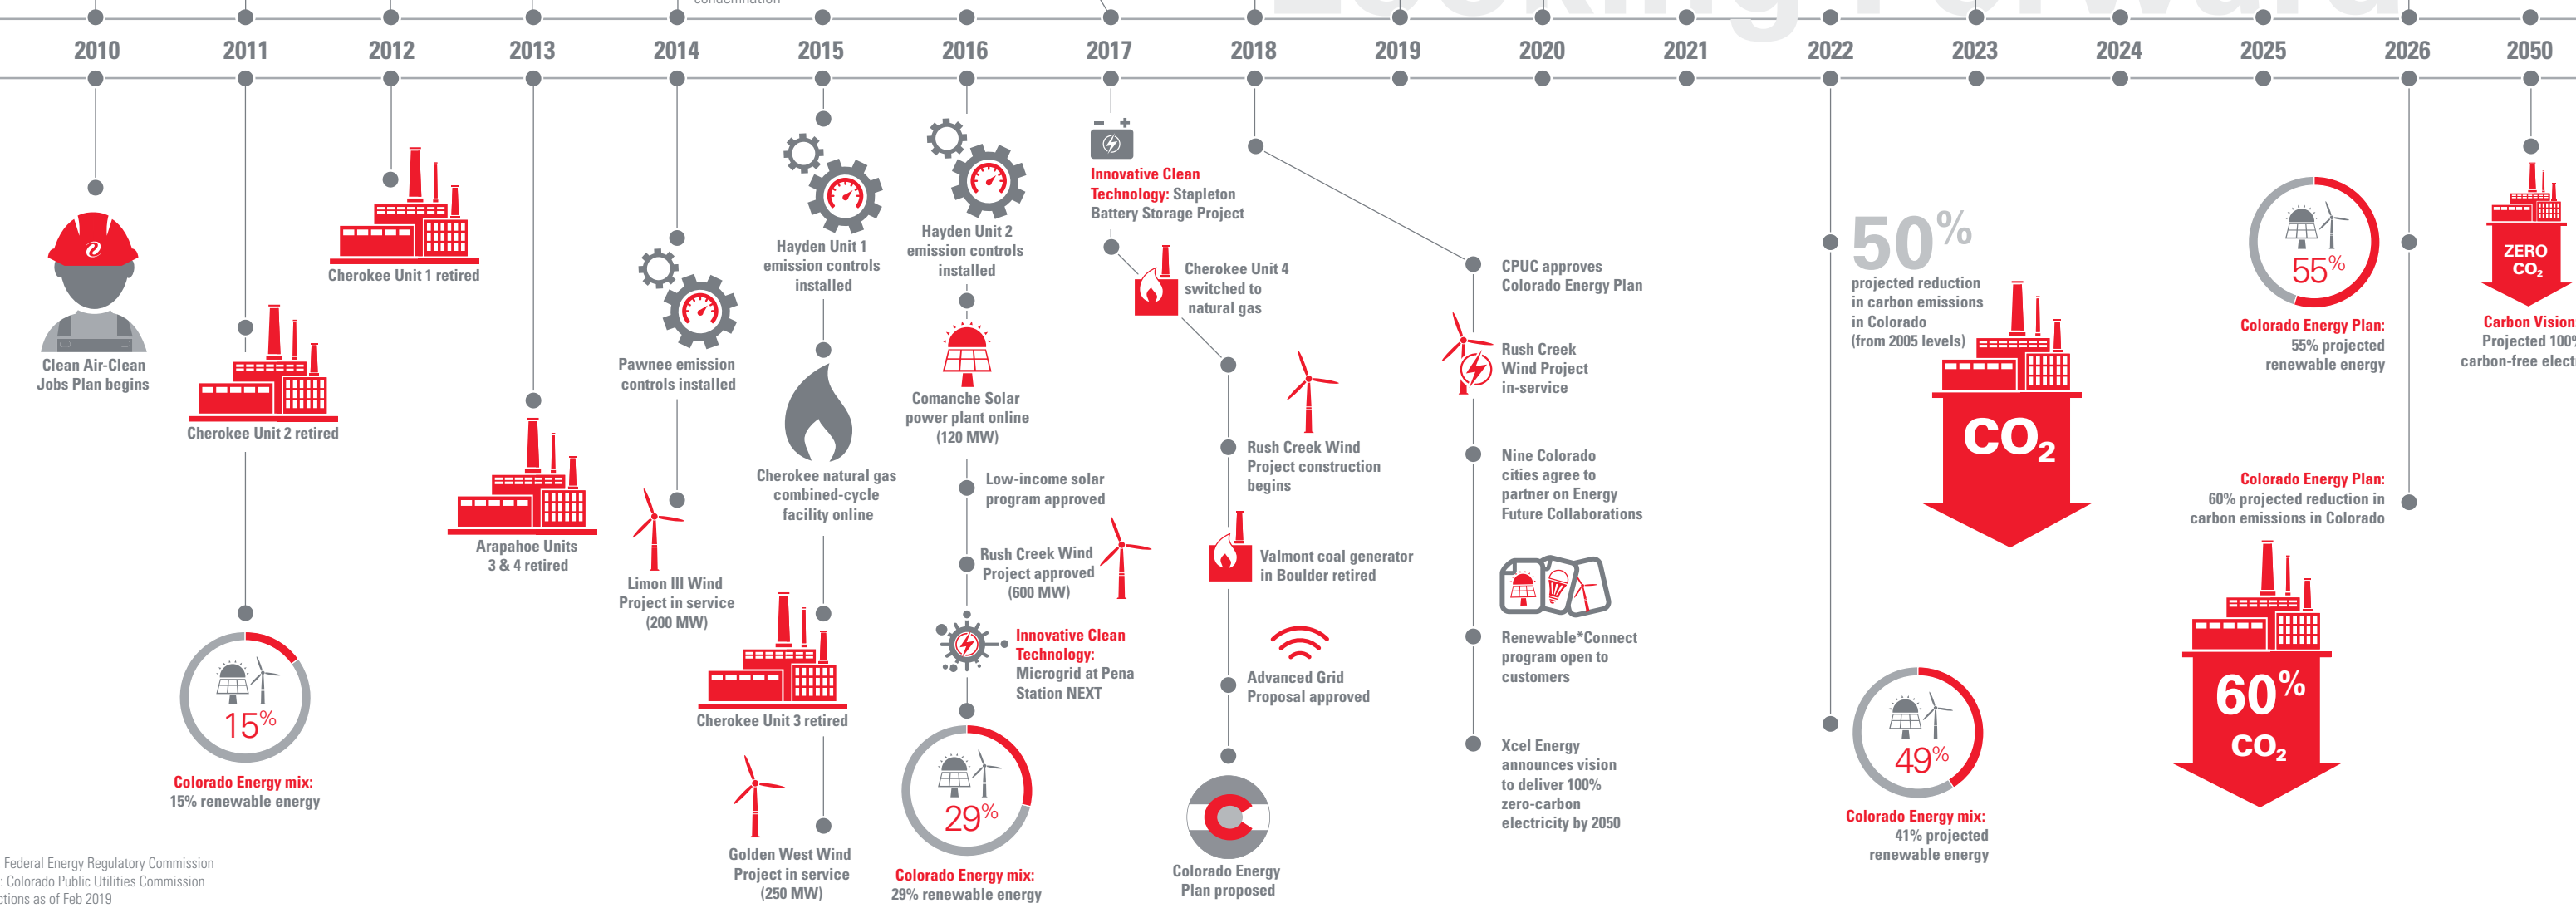 condemnation
Looking Forward
2010 2011 2012 2013 2014 2015 2016 2017 2018 2019 2020 2021 2022 2023 2024 2025 2026 2050
Clean Air-Clean
Jobs Plan begins
Cherokee Unit 2 retired
15%
Colorado Energy mix:
15% renewable energy
Cherokee Unit 1 retired
Arapahoe Units
3 & 4 retired
Pawnee emission
controls installed
Limon III Wind
Project in service
(200 MW)
Hayden Unit 1
emission controls
installed
Cherokee natural gas
combined-cycle
facility online
Cherokee Unit 3 retired
Golden West Wind
Project in service
(250 MW)
Hayden Unit 2
emission controls
installed
Comanche Solar
power plant online
(120 MW)
Low-income solar
program approved
Rush Creek Wind
Project approved
(600 MW)
Innovative Clean
Technology:
Microgrid at Pena
Station NEXT
29%
Colorado Energy mix:
29% renewable energy
- +
Innovative Clean
Technology: Stapleton
Battery Storage Project
Cherokee Unit 4
switched to
natural gas
Rush Creek Wind
Project construction
begins
Valmont coal generator
in Boulder retired
Advanced Grid
Proposal approved
Colorado Energy
Plan proposed
CPUC approves
Colorado Energy Plan
Rush Creek
Wind Project
in-service
Nine Colorado
cities agree to
partner on Energy
Future Collaborations
Renewable*Connect
program open to
customers
Xcel Energy
announces vision
to deliver 100%
zero-carbon
electricity by 2050
50%
projected reduction
in carbon emissions
in Colorado
(from 2005 levels)
CO₂
49%
Colorado Energy mix:
41% projected
renewable energy
55%
Colorado Energy Plan:
55% projected
renewable energy
Colorado Energy Plan:
60% projected reduction in
carbon emissions in Colorado
60%
CO₂
ZERO
CO₂
Carbon Vision
Projected 100%
carbon-free elect
Federal Energy Regulatory Commission
: Colorado Public Utilities Commission
ctions as of Feb 2019